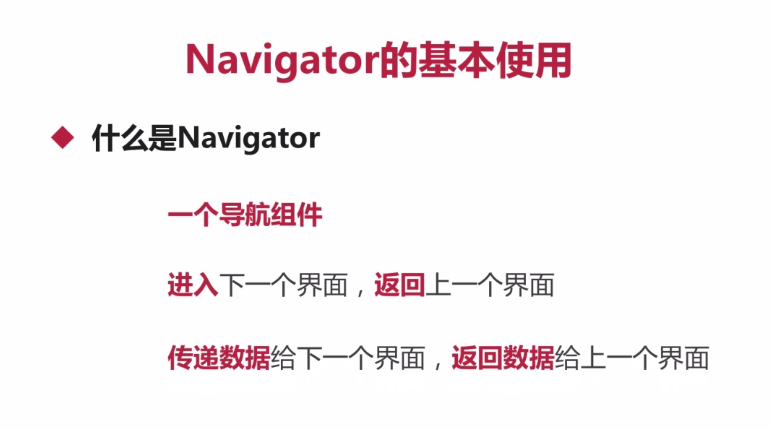 Navigator的基本使用
什么是Navigator
一个导航组件
进入下一个界面，返回上一个界面
传递数据给下一个界面，返回数据给上一个界面